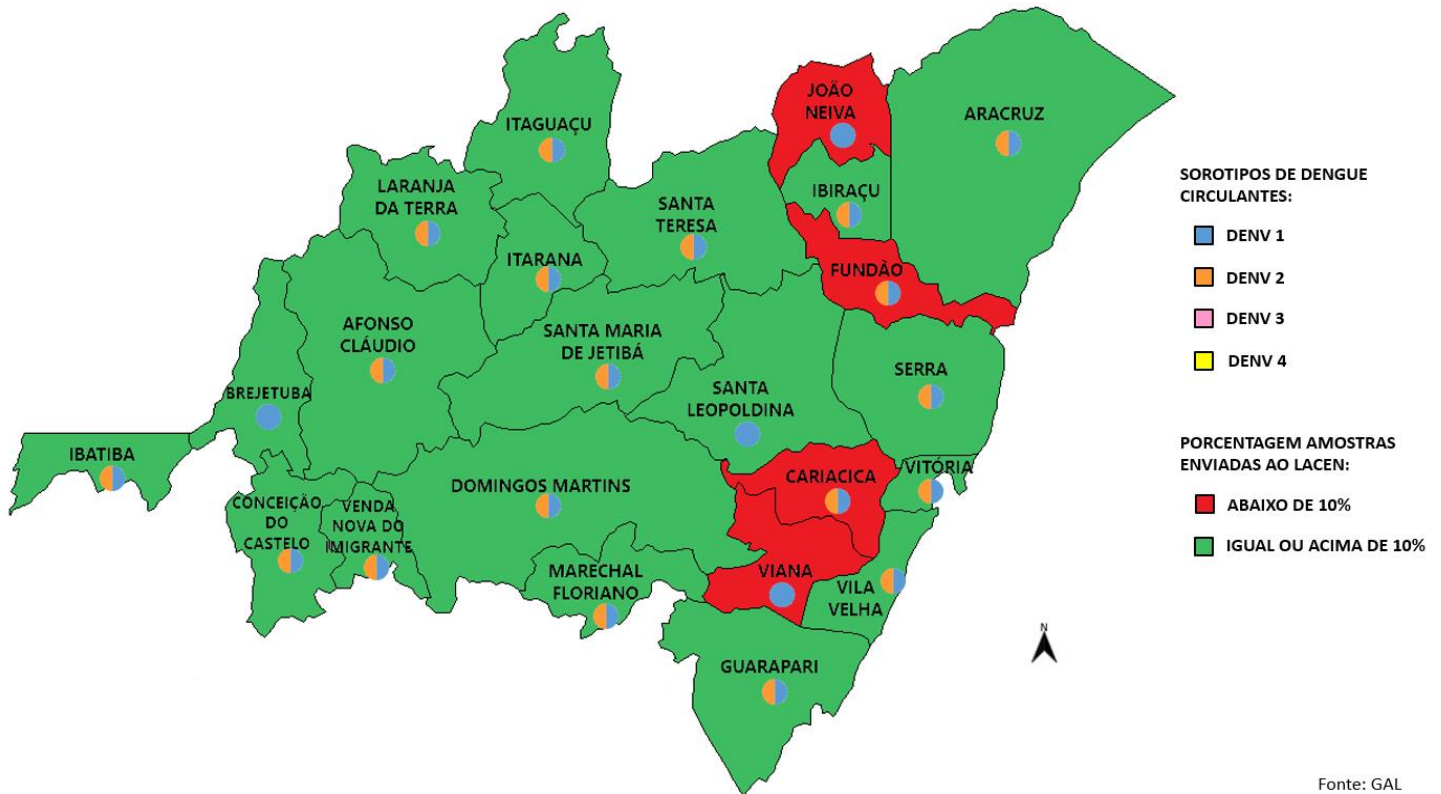 JOÃO
NEIVA
ARACRUZ
ITAGUAÇU
LARANJA
DA TERRA
IBIRAÇU
SANTA
TERESA
ITARANA
FUNDÃO
AFONSO
CLÁUDIO
SANTA MARIA
DE JETIBÁ
SERRA
BREJETUBA
SANTA
LEOPOLDINA
IBATIBA
CARIACICA
VITÓRIA
DOMINGOS MARTINS
CONCEIÇÃO
DO
CASTELO
VENDA
NOVA DO
IMIGRANTE
MARECHAL
FLORIANO
VIANA
VILA
VELHA
GUARAPARI
SOROTIPOS DE DENGUE
CIRCULANTES:
DENV 1
DENV 2
DENV 3
DENV 4
PORCENTAGEM AMOSTRAS
ENVIADAS AO LACEN:
ABAIXO DE 10%
IGUAL OU ACIMA DE 10%
N
Fonte: GAL